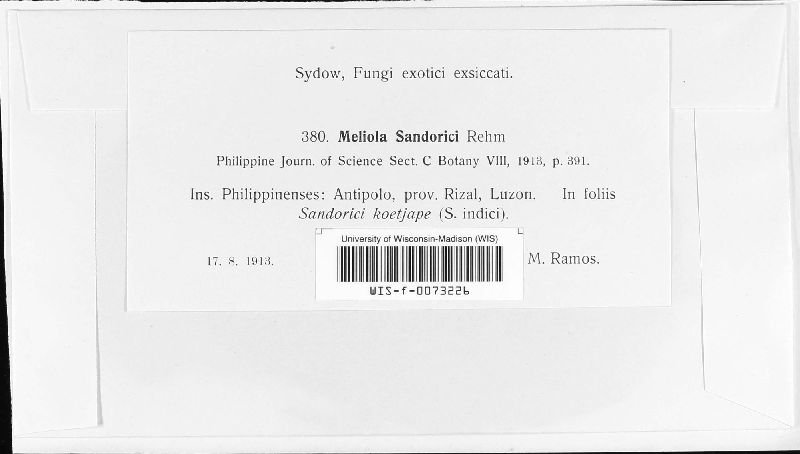 Sydow, Fungi exotici exsiccati.
380. Meliola Sandorici Rehm
Philippine Journ. of Science Sect. C Botany VIII, 1913, p. 391.
Ins. Philippinenses: Antipolo, prov. Rizal, Luzon. In foliis
Sandorici koetjape (S. indici).
University of Wisconsin-Madison (WIS)
17. 8. 1913. M. Ramos.
WIS-f-0073226